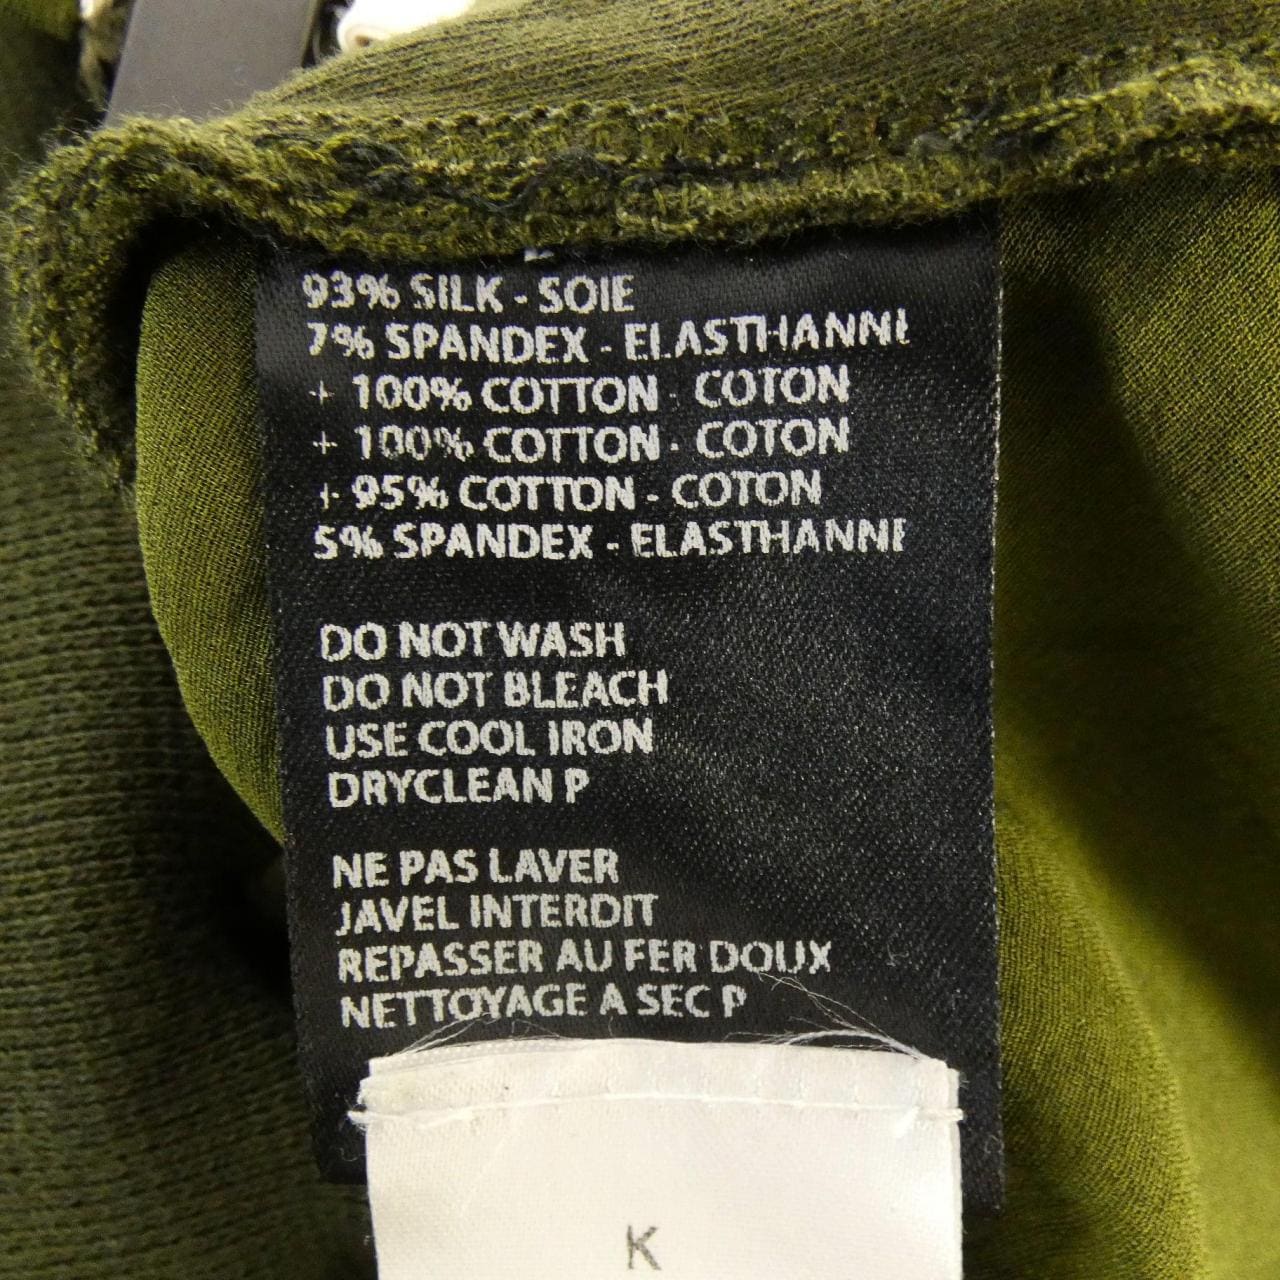 93% SILK - SOIE
7% SPANDEX - ELASTHANNE
+ 100% COTTON - COTON
+ 100% COTTON - COTON
+ 95% COTTON - COTON
5% SPANDEX - ELASTHANNE
DO NOT WASH
DO NOT BLEACH
USE COOL IRON
DRYCLEAN P
NE PAS LAVER
JAVEL INTERDIT
REPASSER AU FER DOUX
NETTOYAGE A SEC P
K